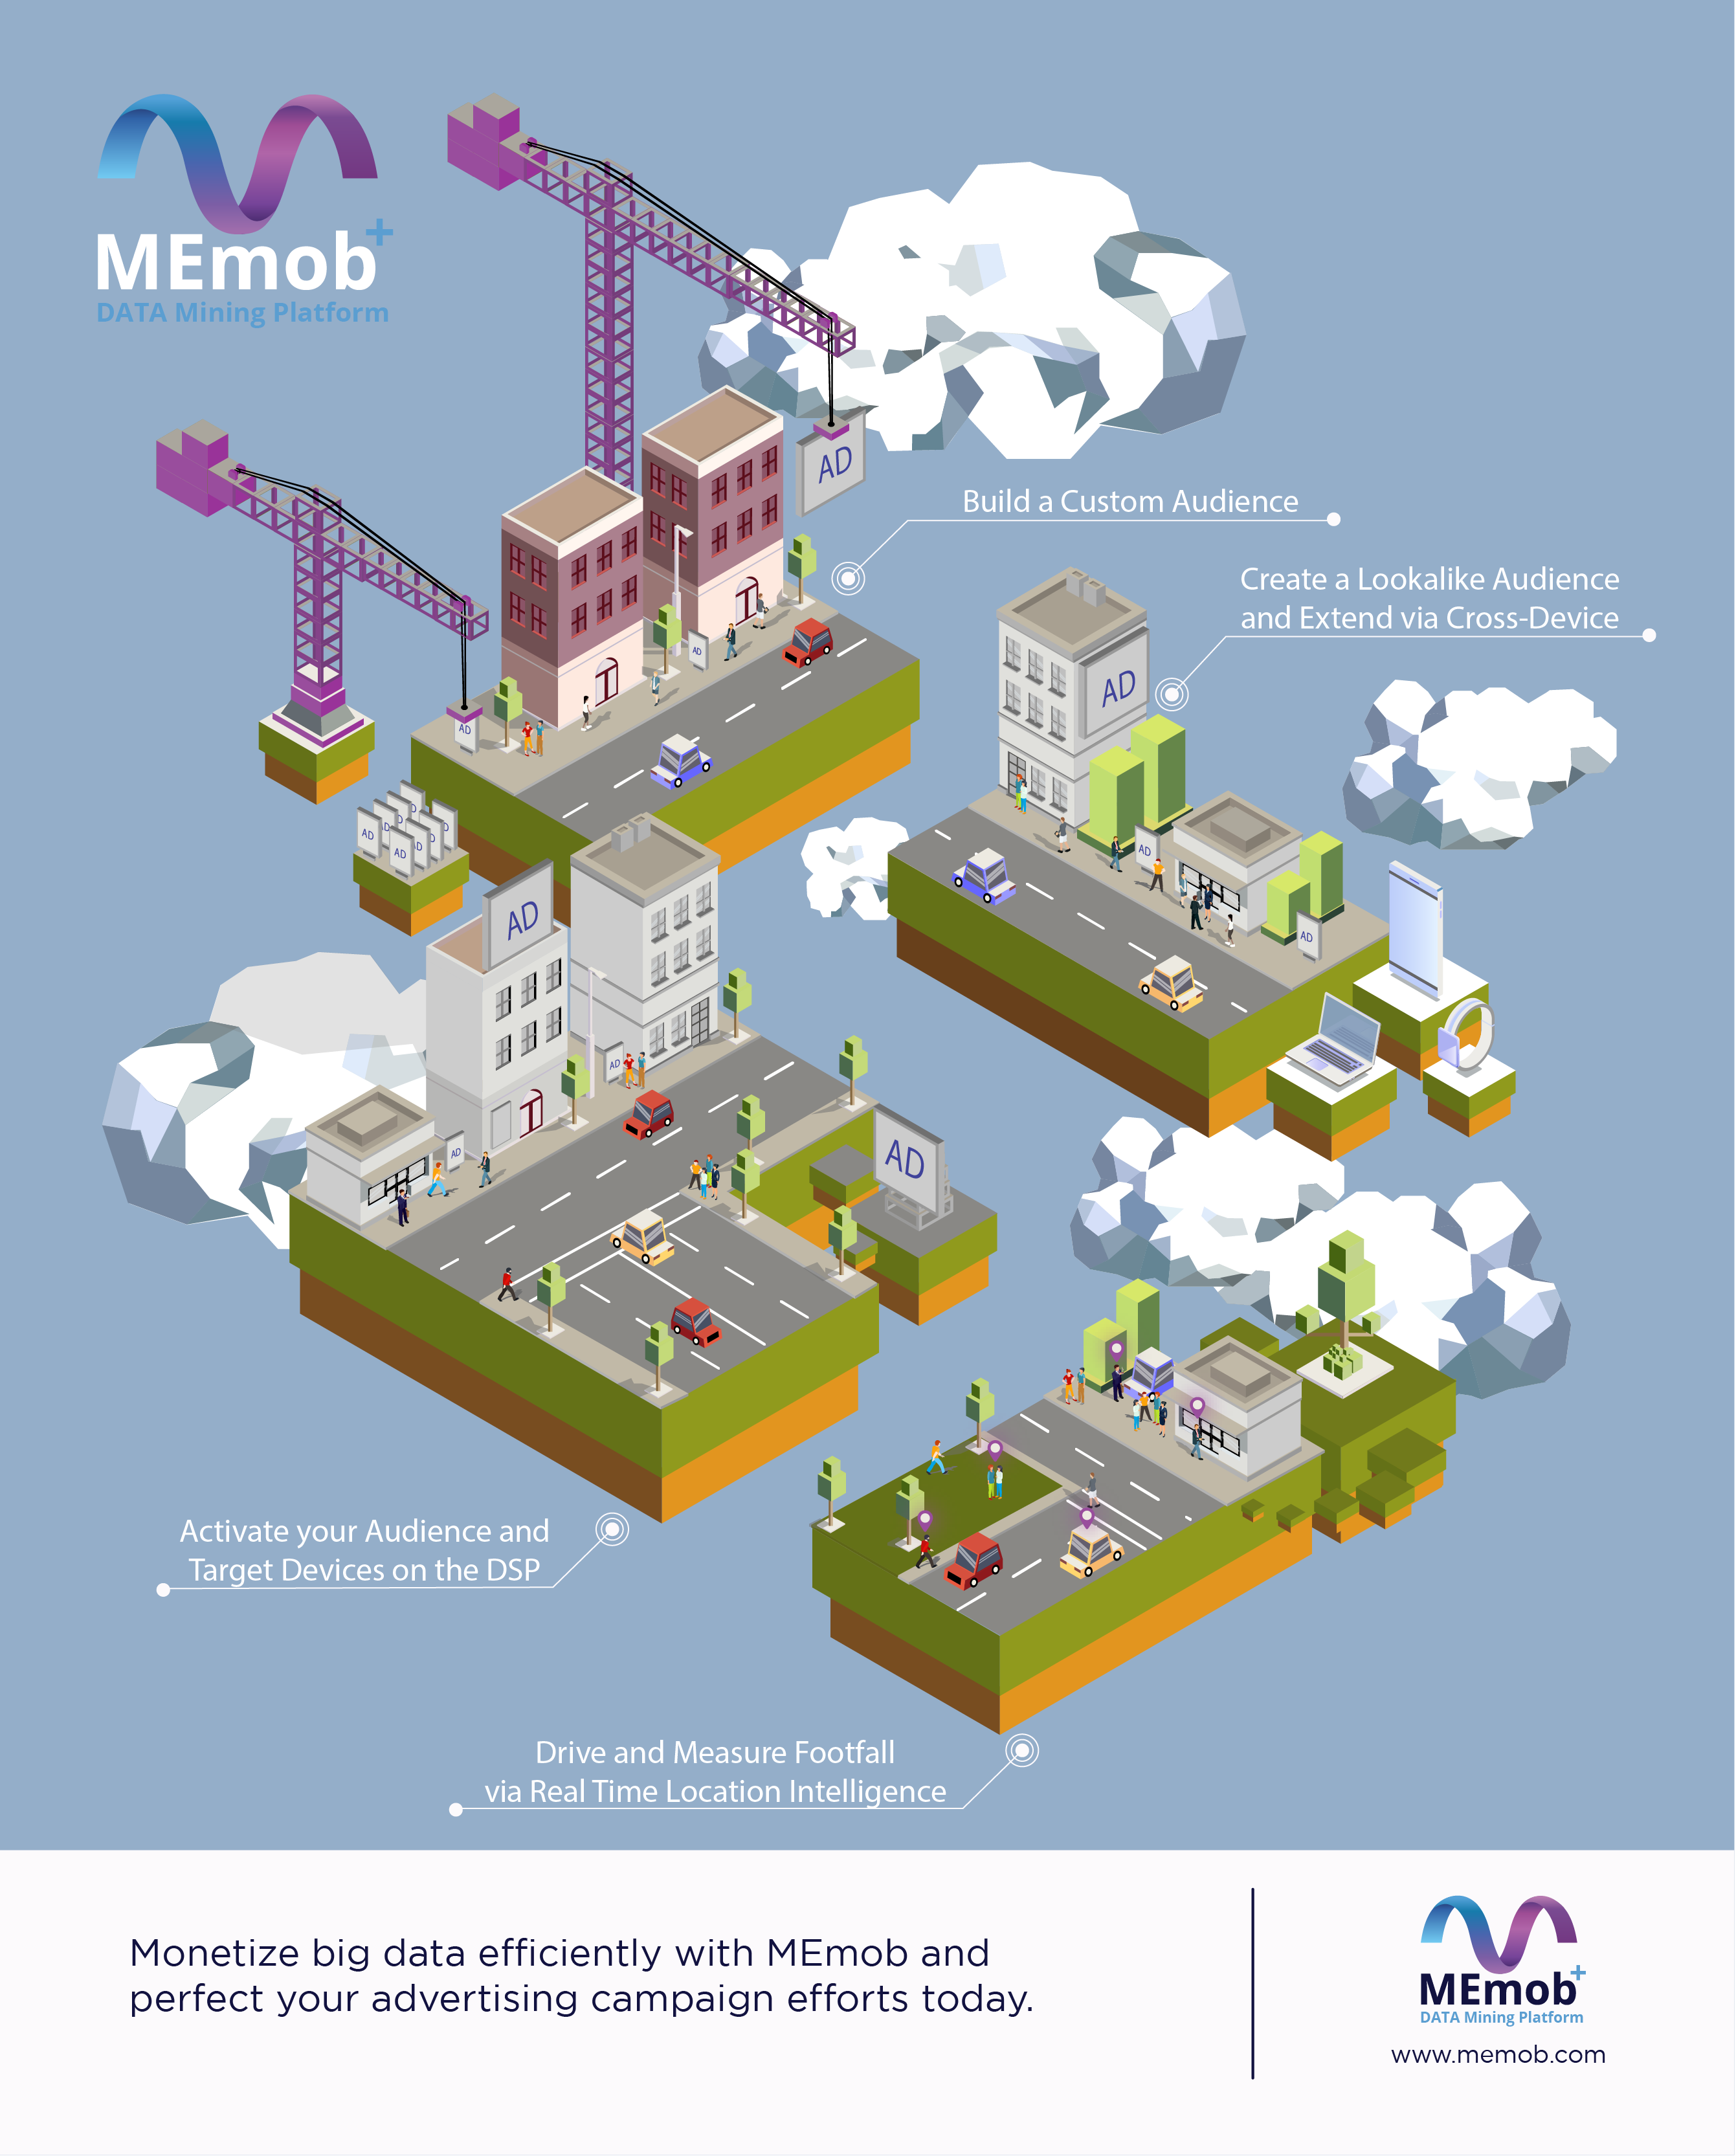 MEmob+
DATA Mining Platform
AD
Build a Custom Audience
Create a Lookalike Audience
and Extend via Cross-Device
AD
AD
AD
AD
AD
AD
AD
D
D
D
D
D
AD
AD
AD
AD
AD
AD
AD
Activate your Audience and
Target Devices on the DSP
Drive and Measure Footfall
via Real Time Location Intelligence
Monetize big data efficiently with MEmob and
perfect your advertising campaign efforts today.
MEmob+
DATA Mining Platform
www.memob.com